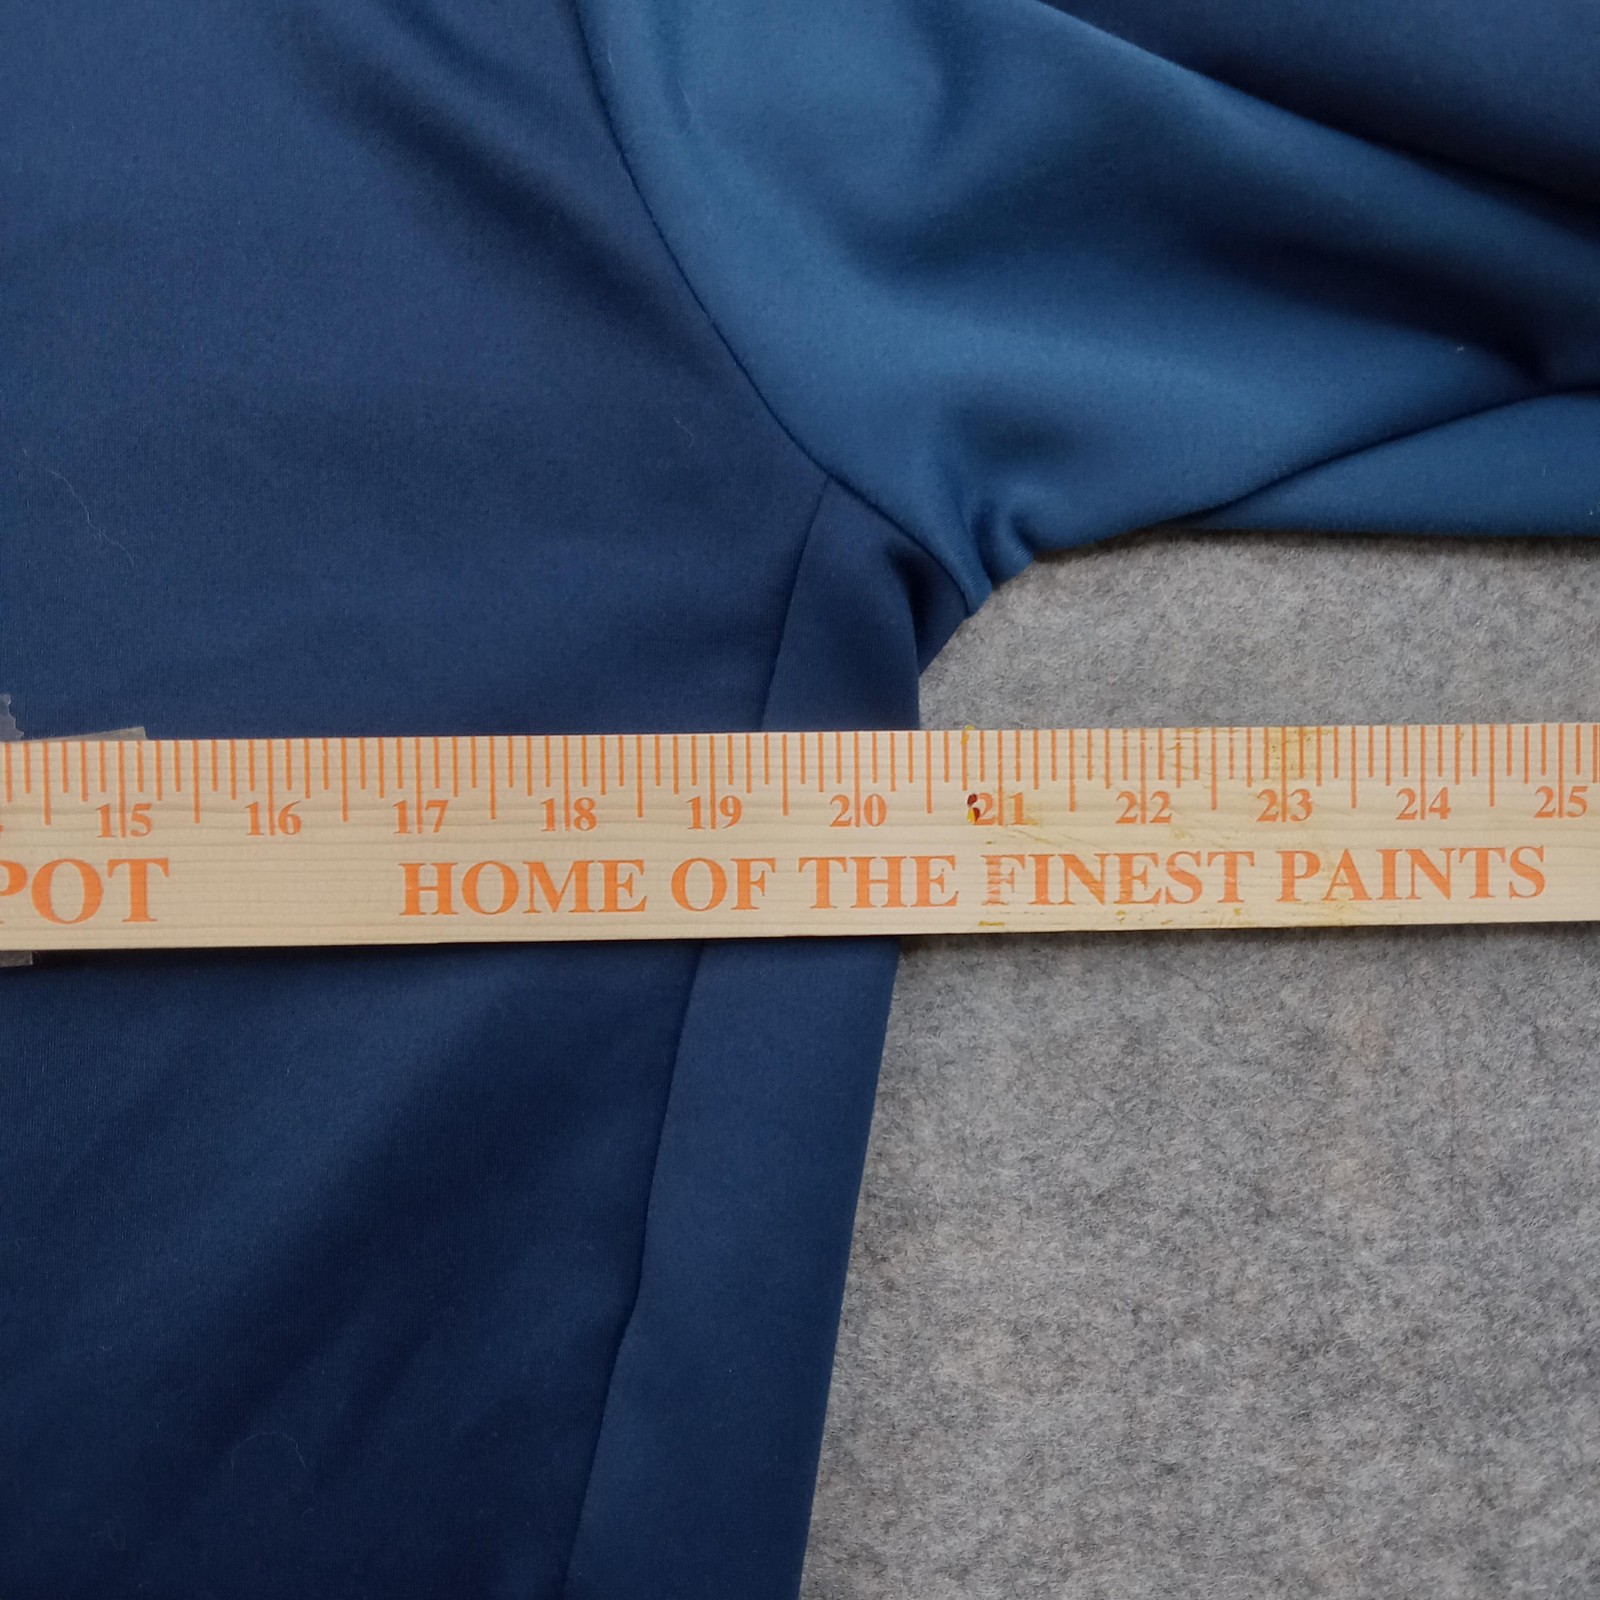 15 16 17 18 19 20 21 22 23 24 25
POT HOME OF THE FINEST PAINTS